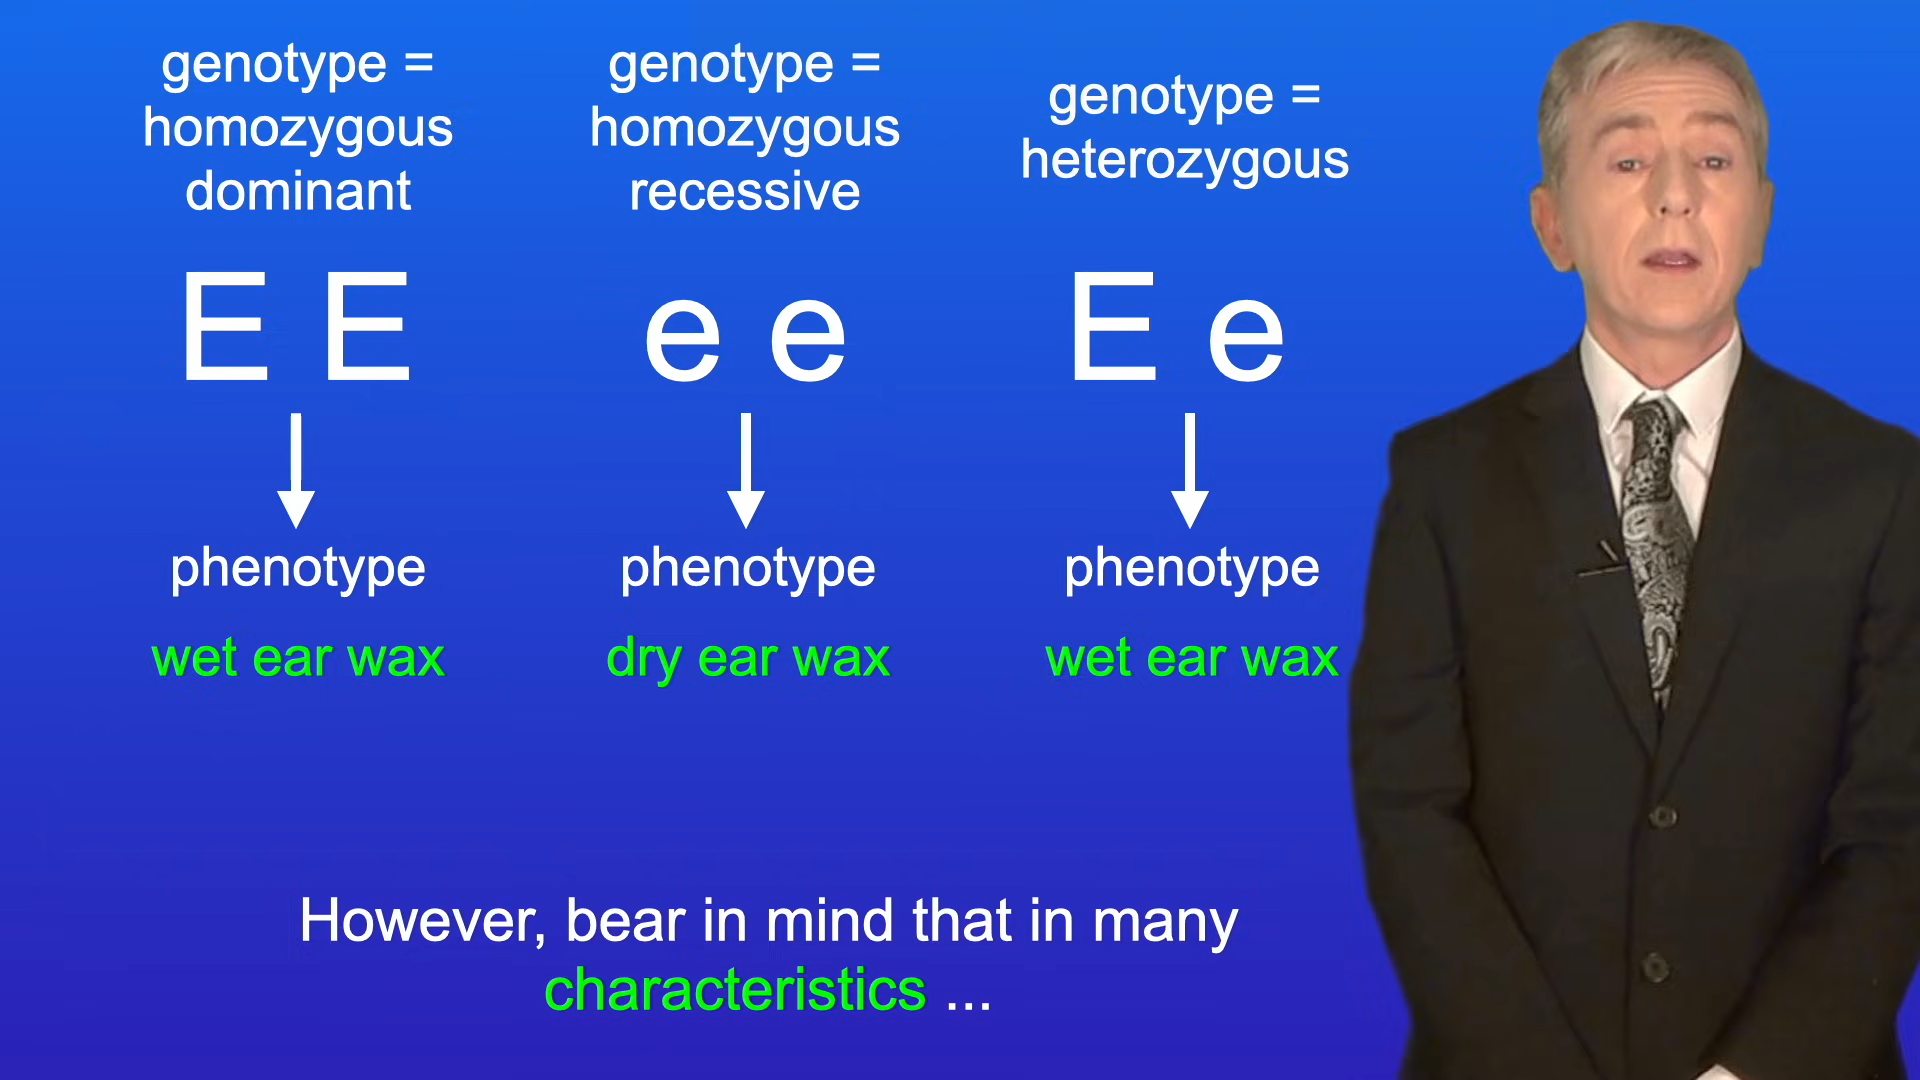 genotype =
homozygous
dominant
genotype =
homozygous
recessive
genotype =
heterozygous
E E
e e
E e
phenotype
phenotype
phenotype
wet ear wax
dry ear wax
wet ear wax
However, bear in mind that in many
characteristics ...